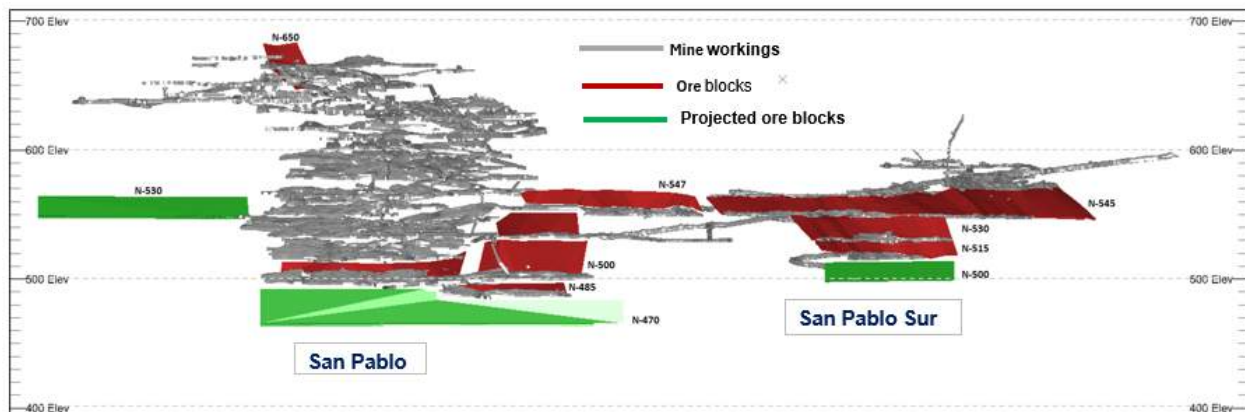 700 Elev
700 Elev
N-650
Mine workings
Ore blocks
Projected ore blocks
600 Elev
600 Elev
N-530
N-547
N-545
N-530
N-515
N-500
500 Elev
N-500
500 Elev
N-485
N-470
San Pablo Sur
San Pablo
400 Elev
400 Elev